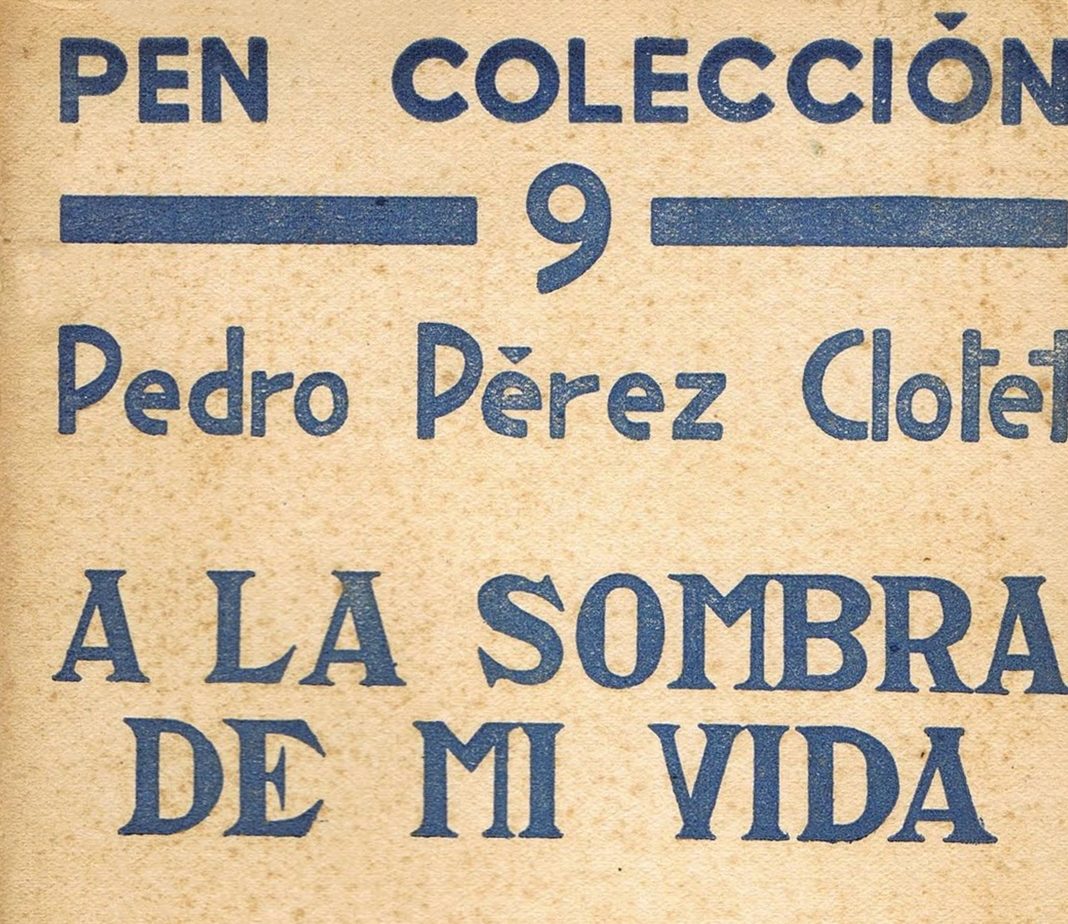 PEN COLECCIÓN
9
Pedro Pérez Clotet
A LA SOMBRA
DE MI VIDA